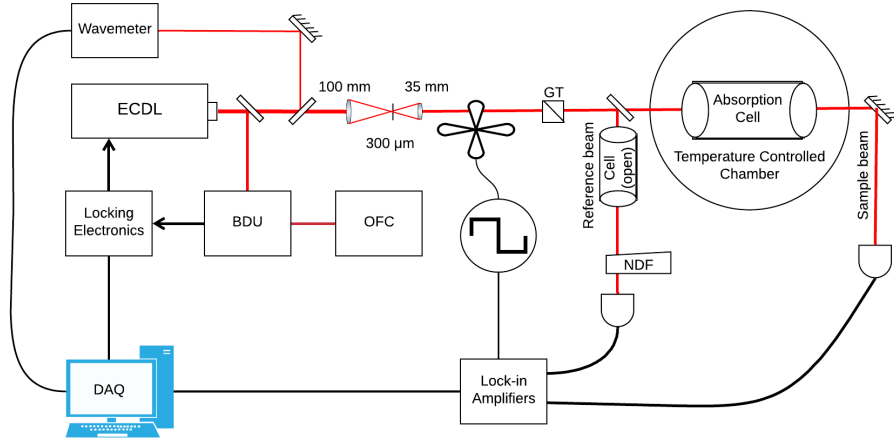 Wavemeter
ECDL
100 mm
35 mm
300 µm
GT
Absorption
Cell
Temperature Controlled
Chamber
Reference beam
Cell
(open)
Sample beam
Locking
Electronics
BDU
OFC
NDF
DAQ
Lock-in
Amplifiers